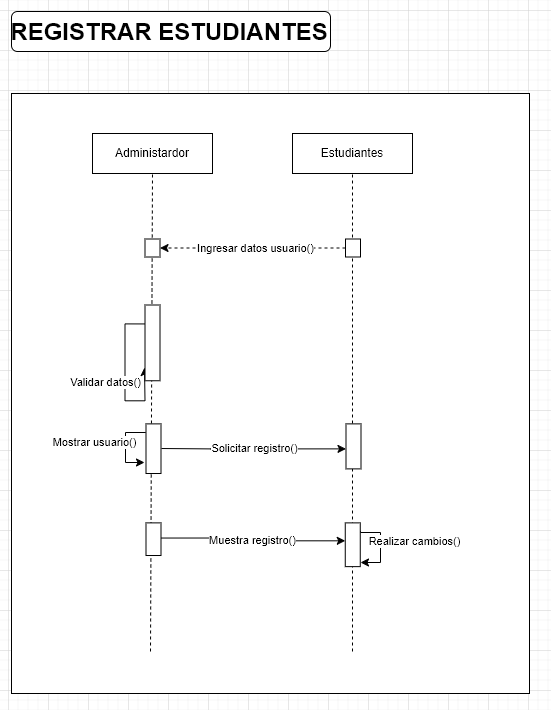 REGISTRAR ESTUDIANTES
Administardor
Estudiantes
Ingresar datos usuario()
Validar datos()
Mostrar usuario()
Solicitar registro()
Muestra registro()
Realizar cambios()